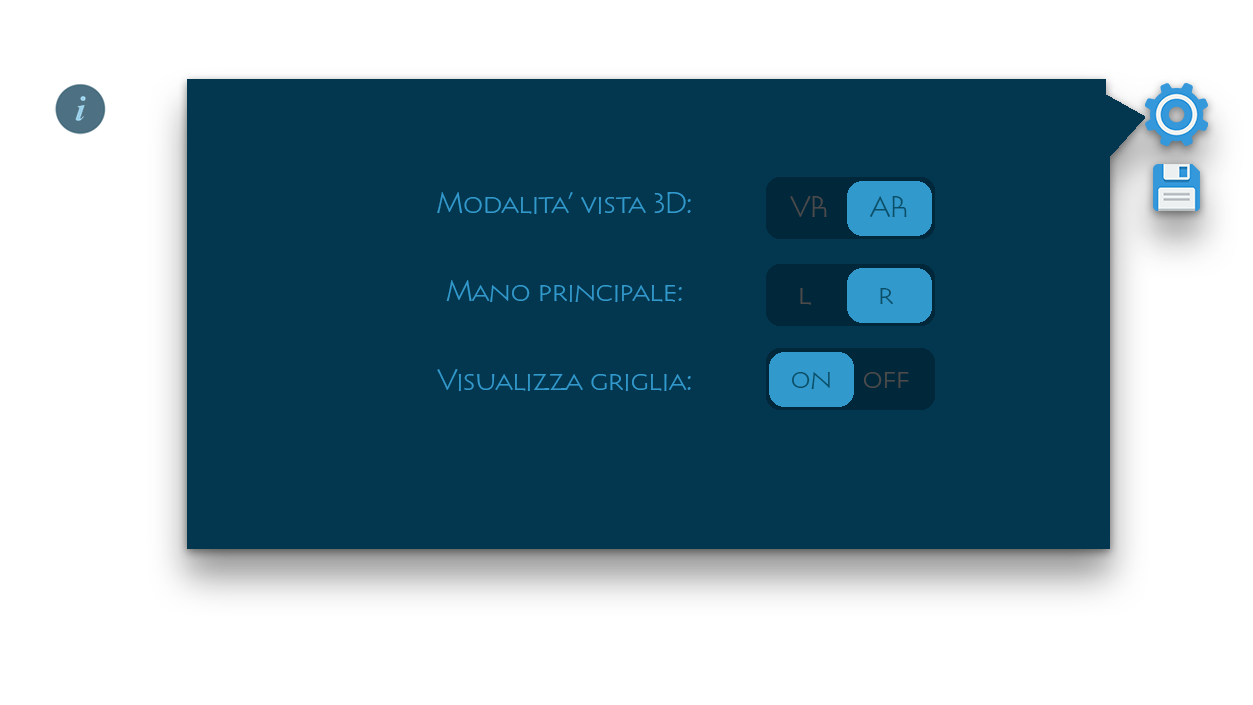 i
Modalita' vista 3D: VR AR
Mano principale: L R
Visualizza griglia: ON OFF